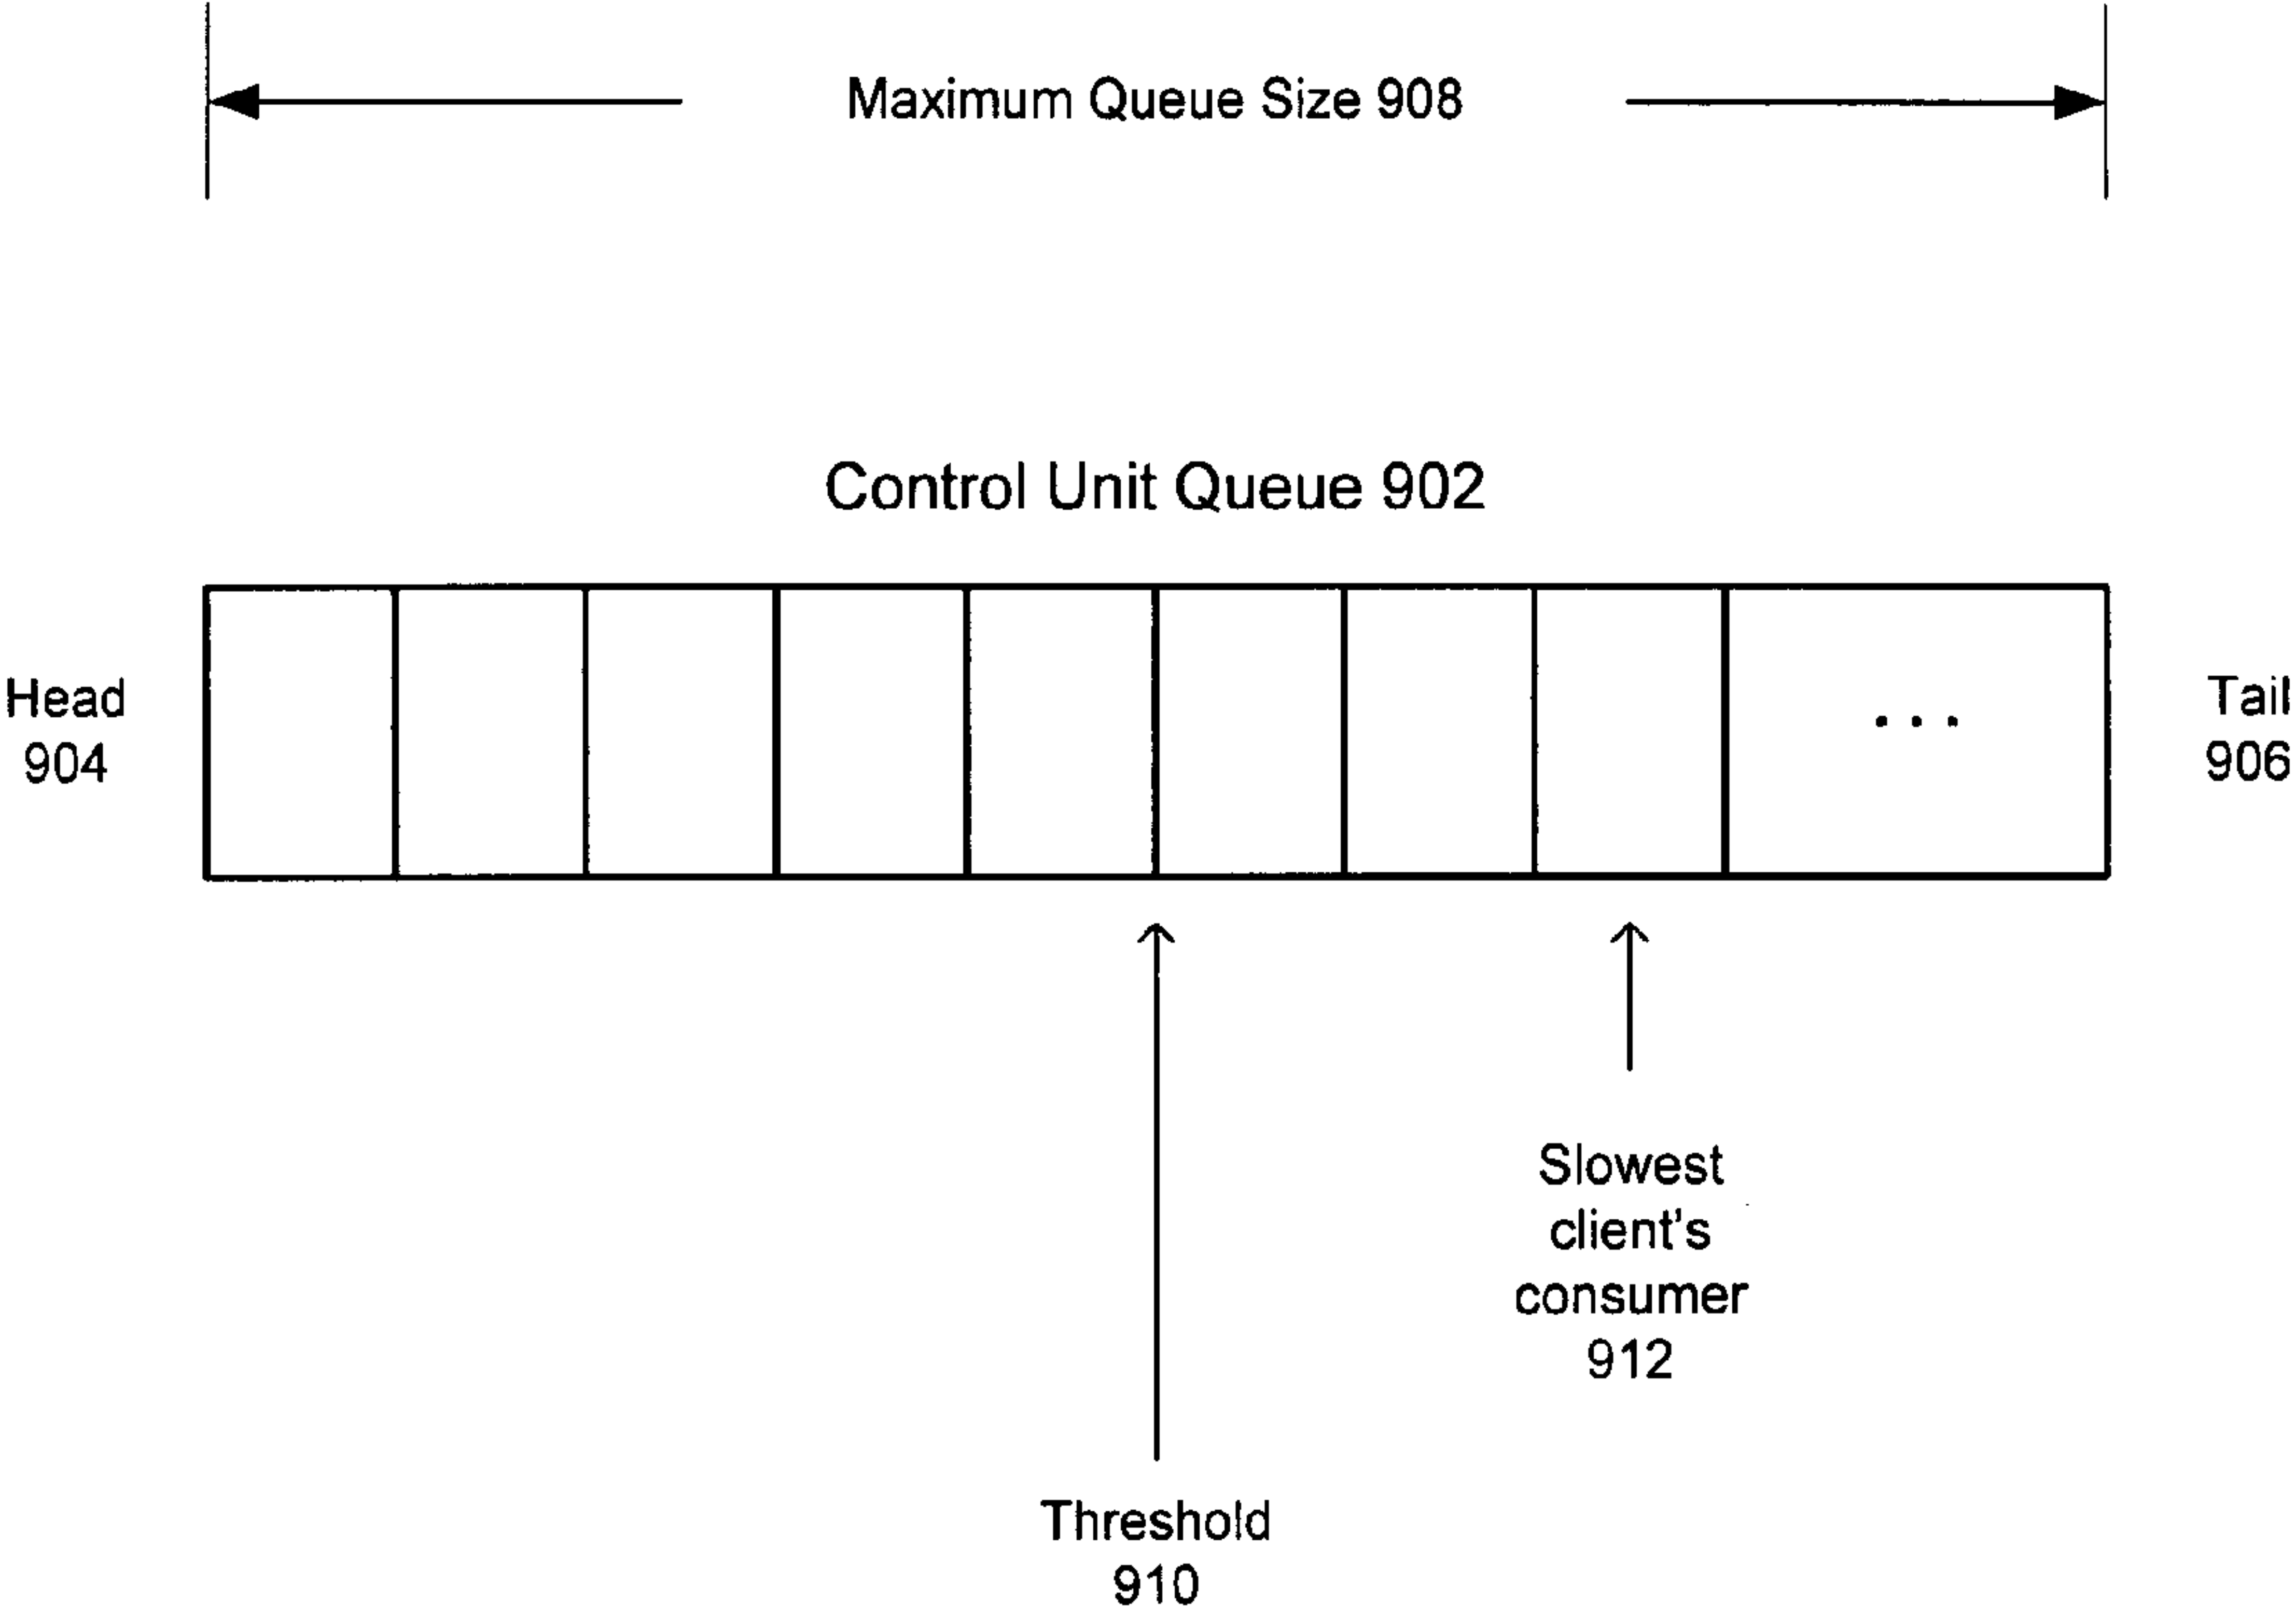 Maximum Queue Size 908
Control Unit Queue 902
Head
904
...
Tail
906
Slowest
client's
consumer
912
Threshold
910